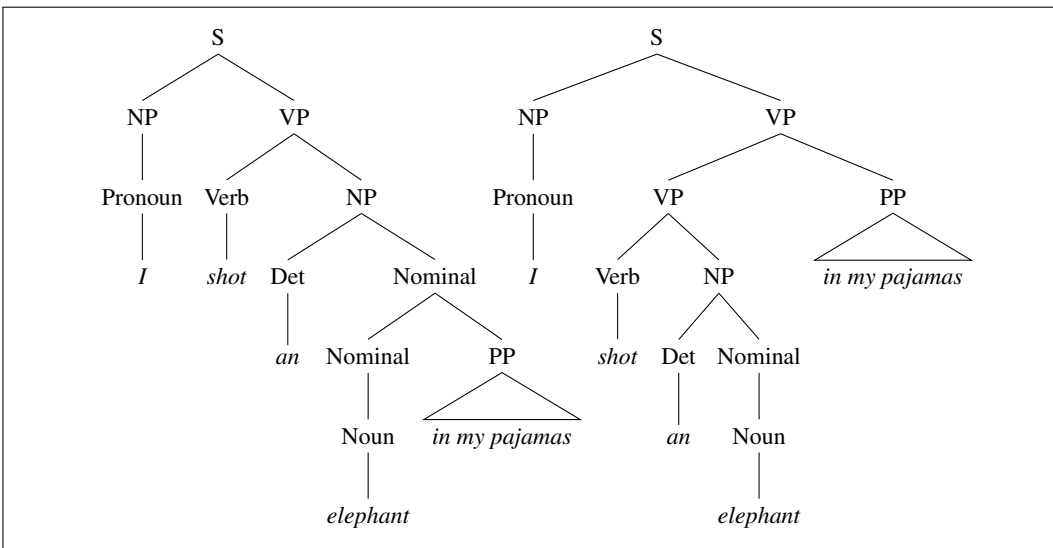 S S
NP VP NP VP
Pronoun Verb NP Pronoun VP PP
I shot Det Nominal I Verb NP in my pajamas
an Nominal PP shot Det Nominal
Noun in my pajamas an Noun
elephant elephant